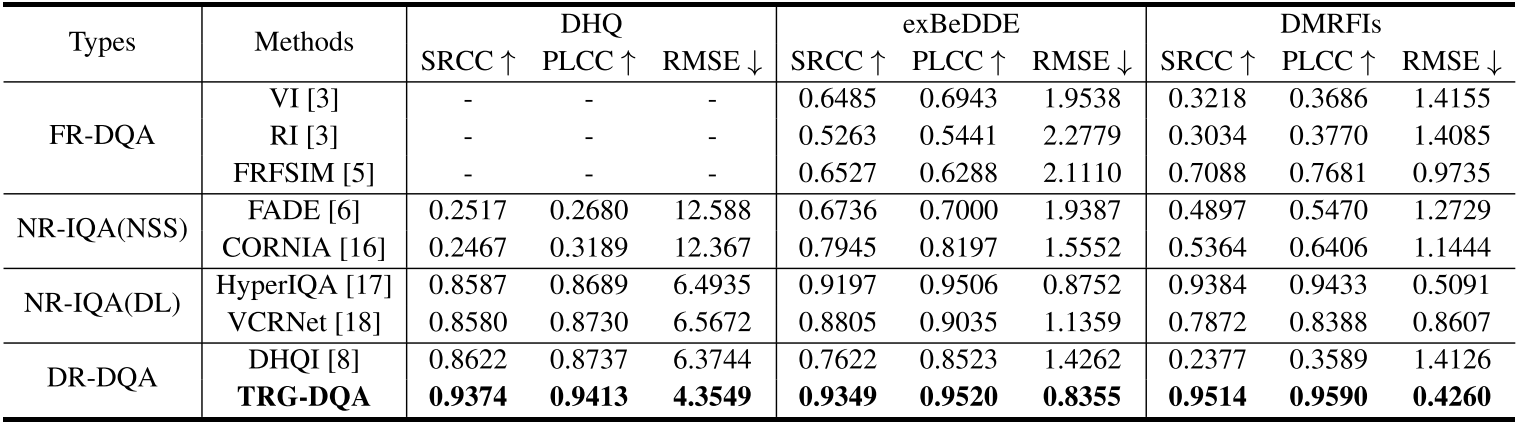 Types Methods DHQ exBeDDE DMRFIs
SRCC ↑ PLCC ↑ RMSE ↓ SRCC ↑ PLCC ↑ RMSE ↓ SRCC ↑ PLCC ↑ RMSE ↓
FR-DQA VI [3] - - - 0.6485 0.6943 1.9538 0.3218 0.3686 1.4155
RI [3] - - - 0.5263 0.5441 2.2779 0.3034 0.3770 1.4085
FRFSIM [5] - - - 0.6527 0.6288 2.1110 0.7088 0.7681 0.9735
NR-IQA(NSS) FADE [6] 0.2517 0.2680 12.588 0.6736 0.7000 1.9387 0.4897 0.5470 1.2729
CORNIA [16] 0.2467 0.3189 12.367 0.7945 0.8197 1.5552 0.5364 0.6406 1.1444
NR-IQA(DL) HyperIQA [17] 0.8587 0.8689 6.4935 0.9197 0.9506 0.8752 0.9384 0.9433 0.5091
VCRNet [18] 0.8580 0.8730 6.5672 0.8805 0.9035 1.1359 0.7872 0.8388 0.8607
DR-DQA DHQI [8] 0.8622 0.8737 6.3744 0.7622 0.8523 1.4262 0.2377 0.3589 1.4126
TRG-DQA 0.9374 0.9413 4.3549 0.9349 0.9520 0.8355 0.9514 0.9590 0.4260